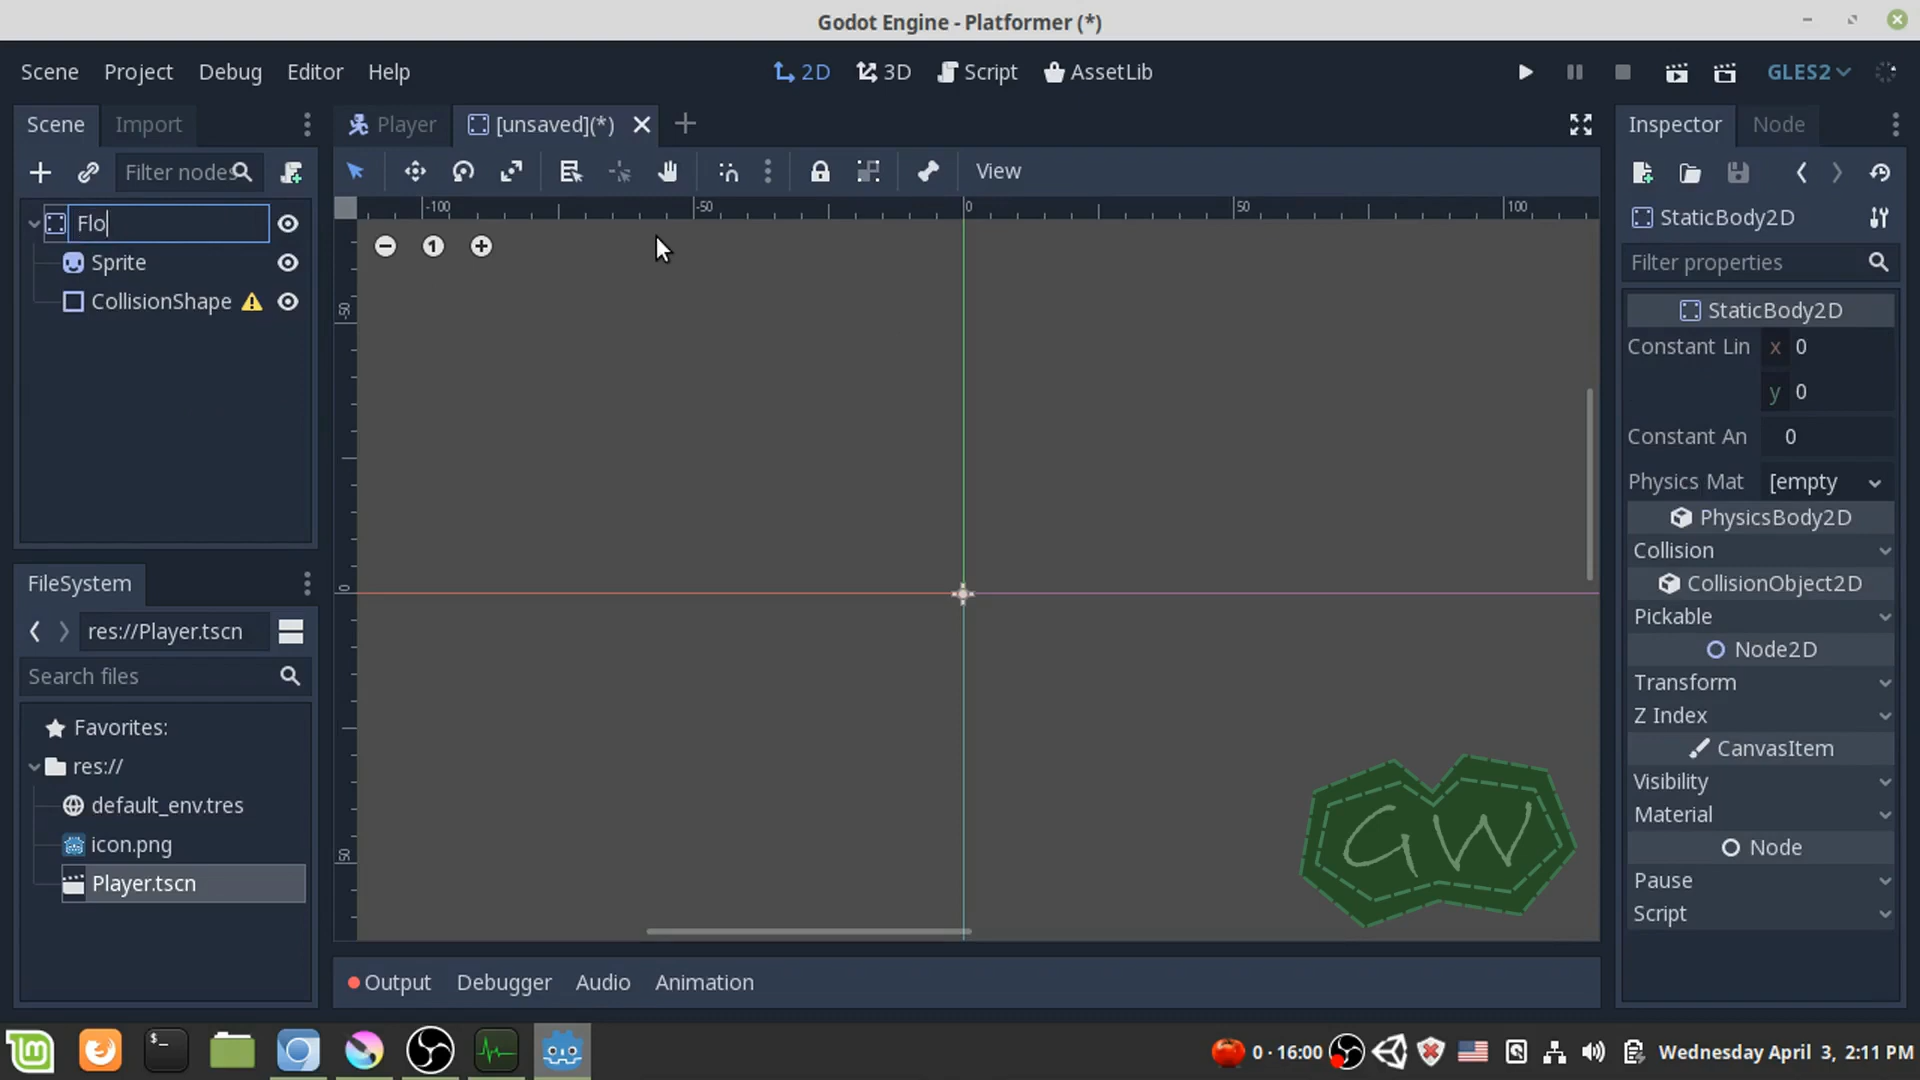 Godot Engine - Platformer (*)
Scene Project Debug Editor Help
2D 3D Script AssetLib
GLES2
Scene Import
Player [unsaved](*)
Inspector Node
Filter nodes
View
StaticBody2D
Filter properties
Flo
Sprite
CollisionShape
-100 -50 0 50 100
-50
0
50
1
StaticBody2D
Constant Lin x 0
y 0
Constant An 0
Physics Mat [empty
PhysicsBody2D
Collision
CollisionObject2D
Pickable
Node2D
Transform
Z Index
CanvasItem
Visibility
Material
Node
Pause
Script
FileSystem
res://Player.tscn
Search files
Favorites:
res://
default_env.tres
icon.png
Player.tscn
GW
Output Debugger Audio Animation
0 · 16:00
Wednesday April 3, 2:11 PM